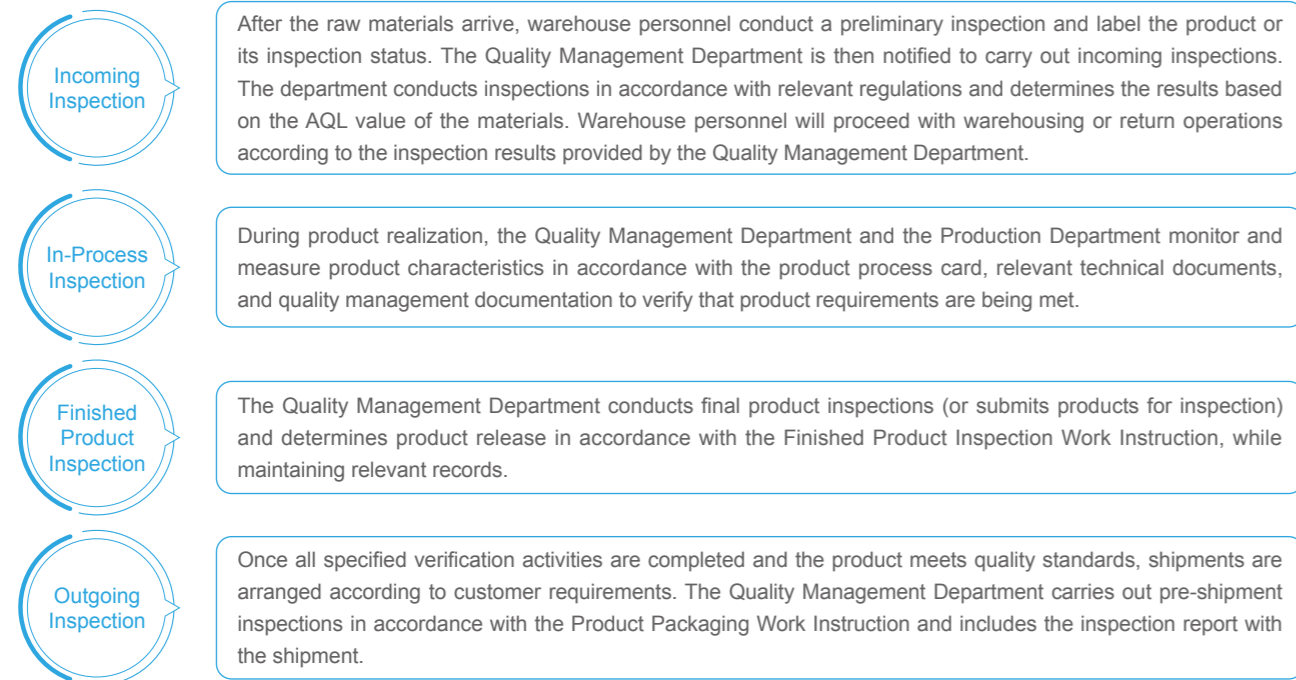 Incoming
Inspection
After the raw materials arrive, warehouse personnel conduct a preliminary inspection and label the product or
its inspection status. The Quality Management Department is then notified to carry out incoming inspections.
The department conducts inspections in accordance with relevant regulations and determines the results based
on the AQL value of the materials. Warehouse personnel will proceed with warehousing or return operations
according to the inspection results provided by the Quality Management Department.
In-Process
Inspection
During product realization, the Quality Management Department and the Production Department monitor and
measure product characteristics in accordance with the product process card, relevant technical documents,
and quality management documentation to verify that product requirements are being met.
Finished
Product
Inspection
The Quality Management Department conducts final product inspections (or submits products for inspection)
and determines product release in accordance with the Finished Product Inspection Work Instruction, while
maintaining relevant records.
Outgoing
Inspection
Once all specified verification activities are completed and the product meets quality standards, shipments are
arranged according to customer requirements. The Quality Management Department carries out pre-shipment
inspections in accordance with the Product Packaging Work Instruction and includes the inspection report with
the shipment.